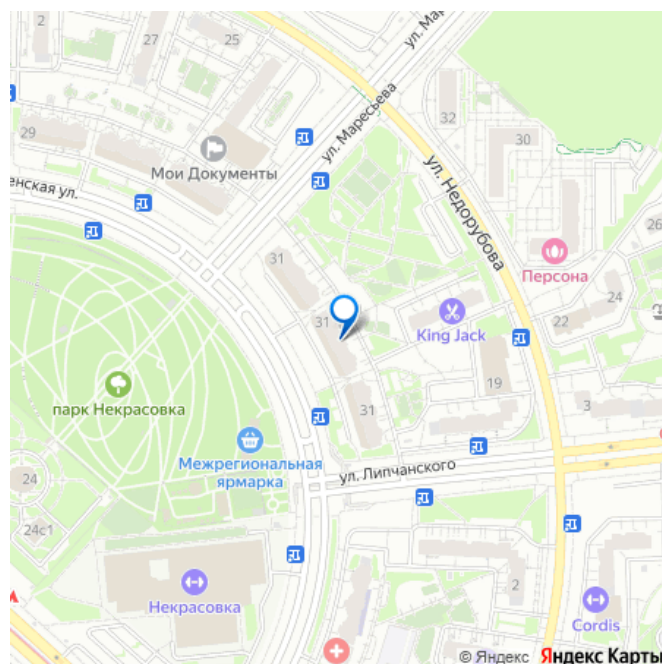 2
27
25
ул. Ма
32
30
29
Мои Документы
ул. Маресьева
ул. Недорубова
енская ул.
26
Персона
31
31
24
22
King Jack
парк Некрасовка
19
3
31
Межрегиональная
ярмарка
ул. Липчанского
24
24с1
Некрасовка
2
Cordis
© Яндекс Яндекс Карты